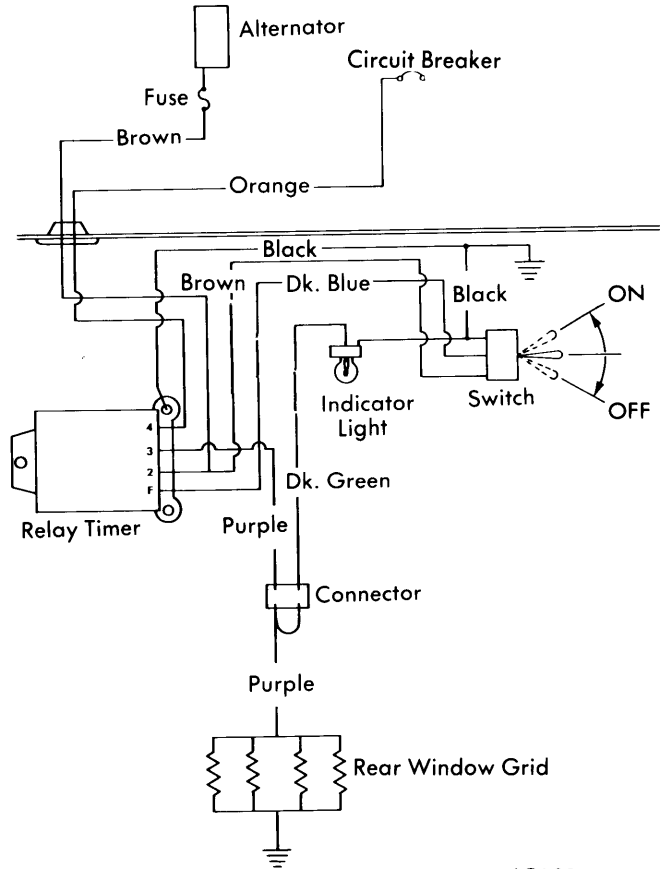 Alternator
Circuit Breaker
Fuse
Brown
Orange
Black
Brown
Dk. Blue
Black
ON
OFF
Indicator
Light
Switch
4
3
2
F
Relay Timer
Dk. Green
Purple
Connector
Purple
Rear Window Grid